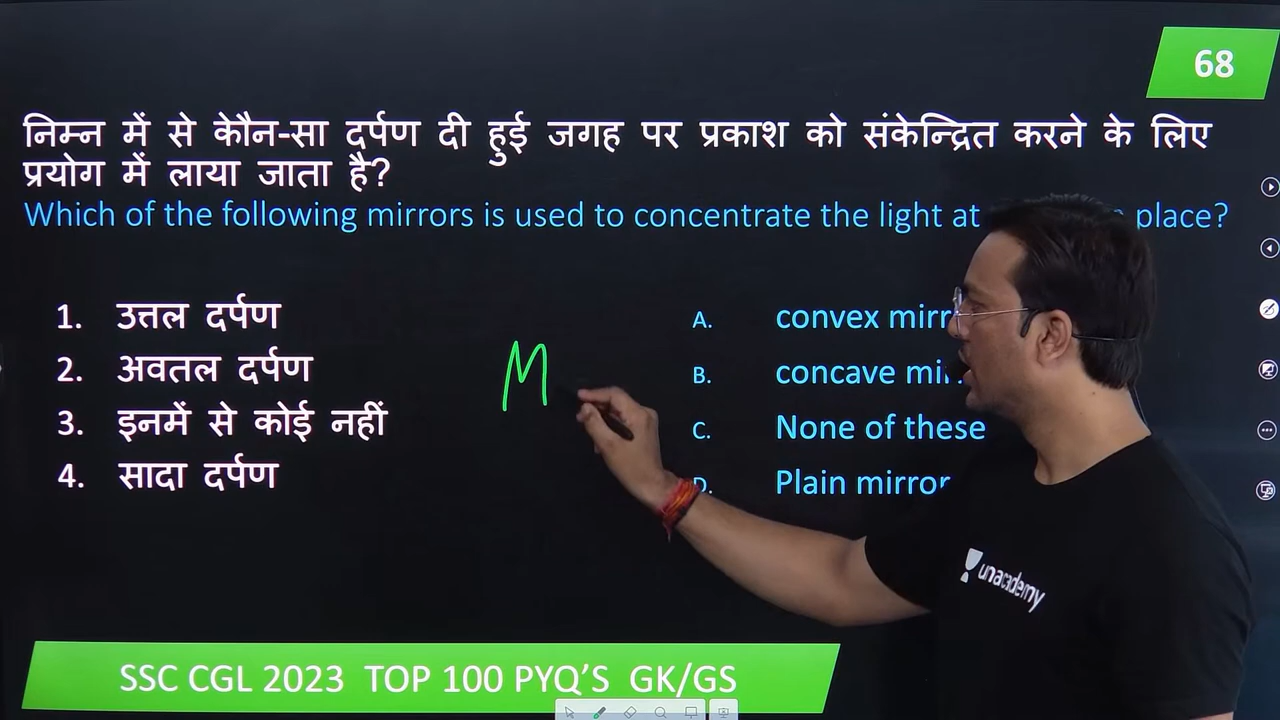 68
निम्न में से केौन-सा दर्पण दी हुई जगह पर प्रकाश को संकेन्द्रित करने के लिए
प्रयोग में लाया जाता है?
Which of the following mirrors is used to concentrate the light at place?
1. उत्तल दर्पण
2. अवतल दर्पण
3. इनमें से कोई नहीं
4. सादा दर्पण
M
A. convex
B. concave
C. None of these
D. Plain mirror
unacademy
SSC CGL 2023 TOP 100 PYQ'S GK/GS